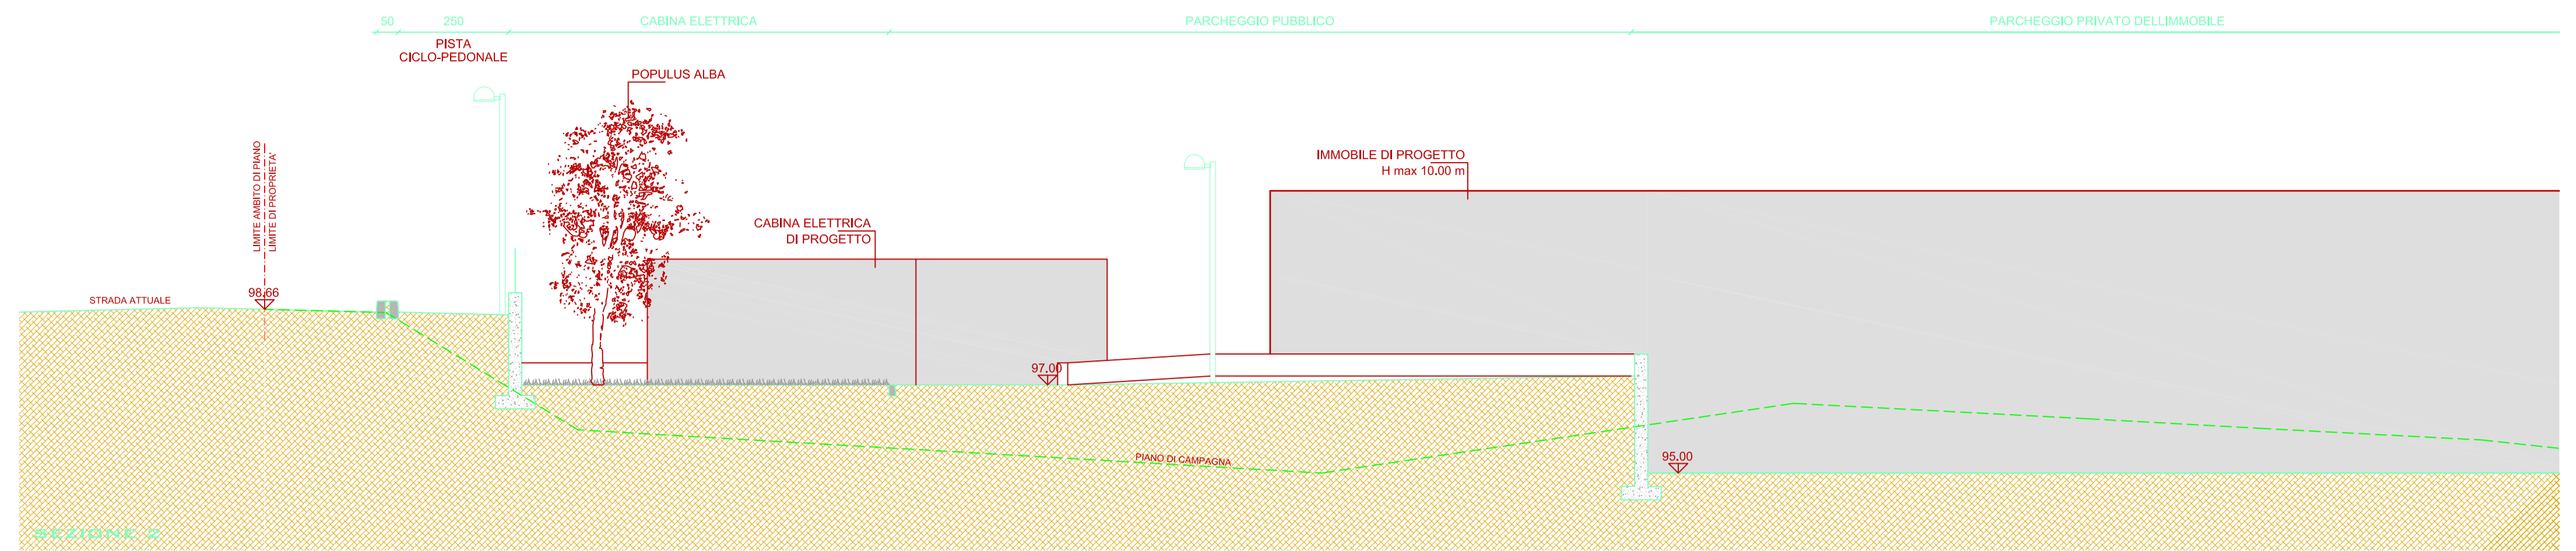 50
250
CABINA ELETTRICA
PARCHEGGIO PUBBLICO
PARCHEGGIO PRIVATO DELLIMMOBILE
PISTA
CICLO-PEDONALE
POPULUS ALBA
LIMITE AMBITO DI PIANO
LIMITE DI PROPRIETA'
IMMOBILE DI PROGETTO
H max 10.00 m
CABINA ELETTRICA
DI PROGETTO
98.66
STRADA ATTUALE
97.00
PIANO DI CAMPAGNA
95.00
SEZIONE 2